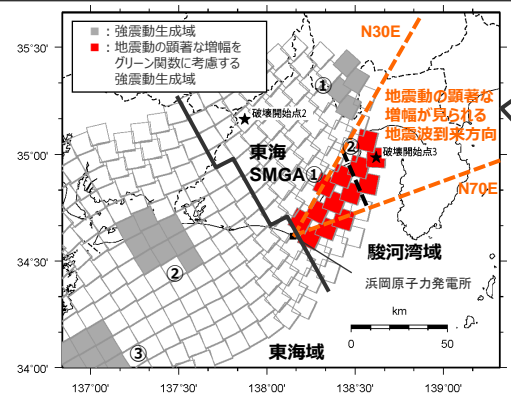 ■：強震動生成域
■：地震動の顕著な増幅を
グリーン関数に考慮する
強震動生成域
N30E
地震動の顕著な
増幅が見られる
地震波到来方向
N70E
①
★破壊開始点2
②
★破壊開始点3
東海
SMGA①
駿河湾域
浜岡原子力発電所
②
③
東海域
km
0 50
35°30'
35°00'
34°30'
34°00'
137°00' 137°30' 138°00' 138°30' 139°00'